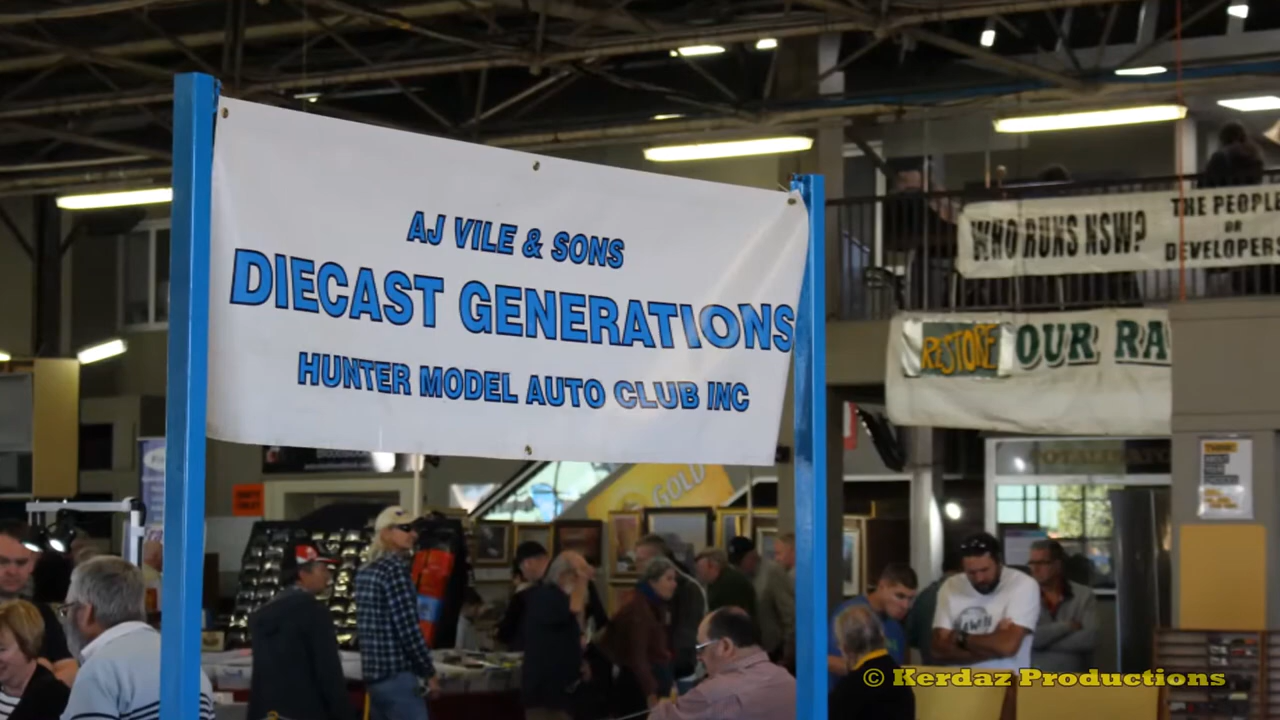 AJ VILE & SONS
DIECAST GENERATIONS
HUNTER MODEL AUTO CLUB INC
WHO RUNS NSW?
THE PEOPLE
OR
DEVELOPERS
RESTORE OUR RA
GOLD
© Kerdaz Productions